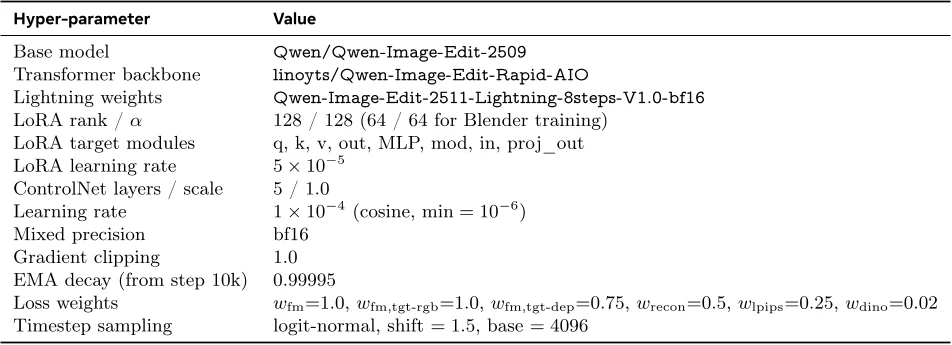 Hyper-parameter Value
Base model Qwen/Qwen-Image-Edit-2509
Transformer backbone linoyts/Qwen-Image-Edit-Rapid-AIO
Lightning weights Qwen-Image-Edit-2511-Lightning-8steps-V1.0-bf16
LoRA rank / α 128 / 128 (64 / 64 for Blender training)
LoRA target modules q, k, v, out, MLP, mod, in, proj_out
LoRA learning rate 5 × 10⁻⁵
ControlNet layers / scale 5 / 1.0
Learning rate 1 × 10⁻⁴ (cosine, min = 10⁻⁶)
Mixed precision bf16
Gradient clipping 1.0
EMA decay (from step 10k) 0.99995
Loss weights w_fm=1.0, w_fm,tgt-rgb=1.0, w_fm,tgt-dep=0.75, w_recon=0.5, w_lpips=0.25, w_dino=0.02
Timestep sampling logit-normal, shift = 1.5, base = 4096